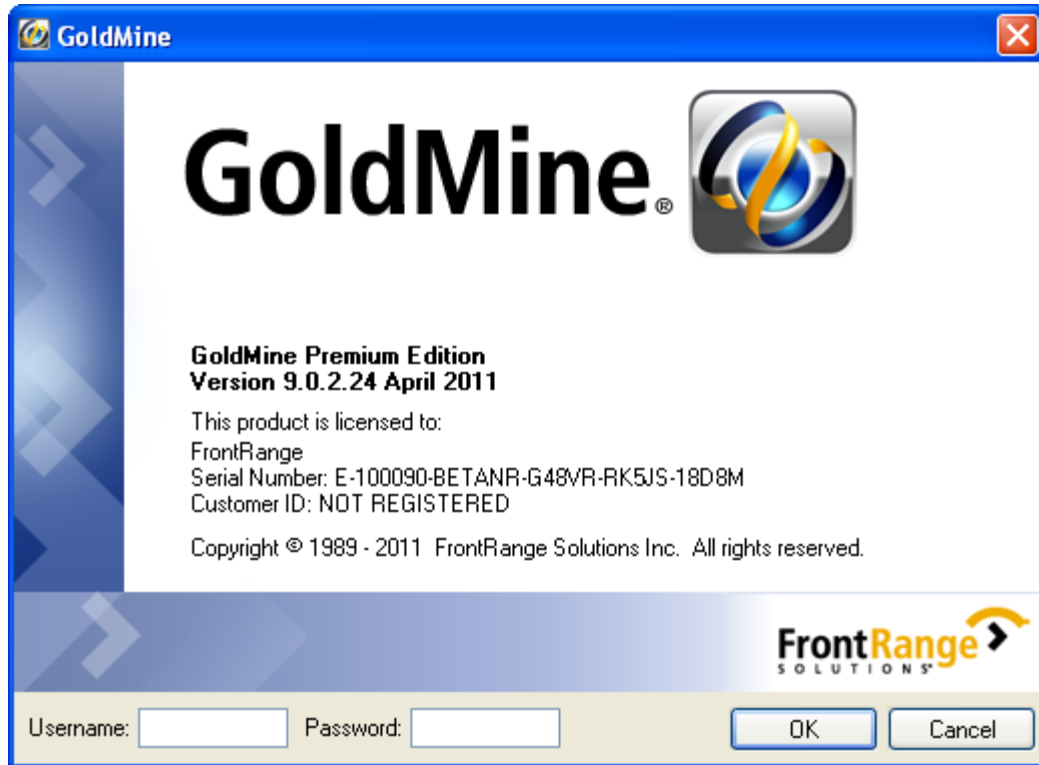 GoldMine
GoldMine®
GoldMine Premium Edition
Version 9.0.2.24 April 2011
This product is licensed to:
FrontRange
Serial Number: E-100090-BETANR-G48VR-RK5JS-18D8M
Customer ID: NOT REGISTERED
Copyright © 1989 - 2011 FrontRange Solutions Inc. All rights reserved.
FrontRange
SOLUTIONS
Username: Password: OK Cancel